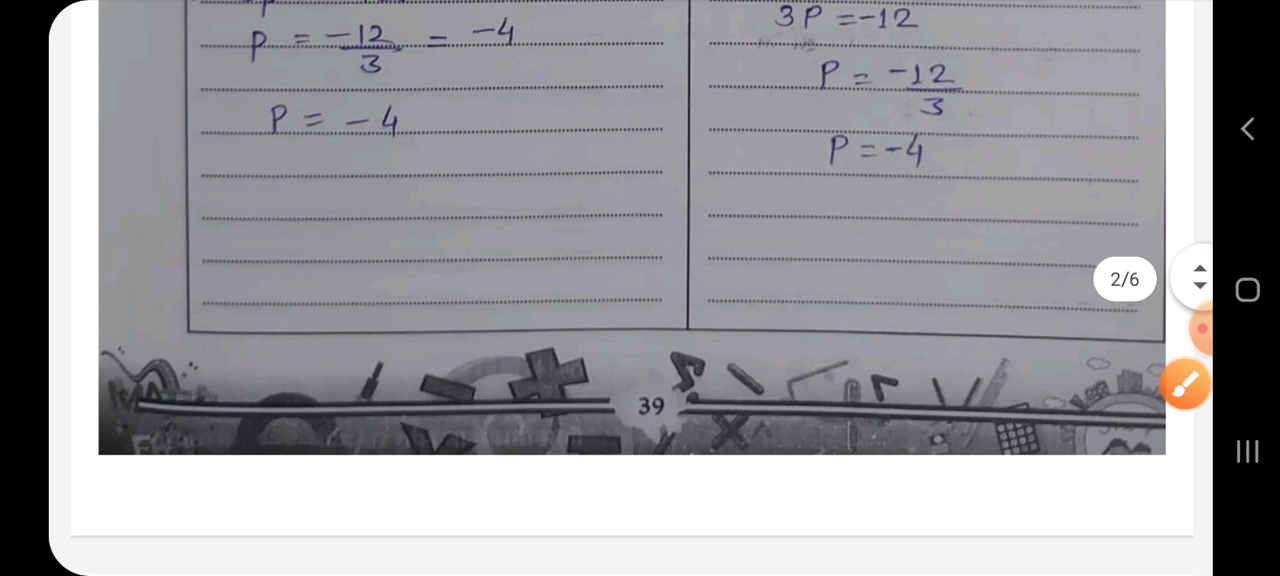 P = -12/3 = -4
P = -4
3P = -12
P = -12/3
P = -4
2/6
39